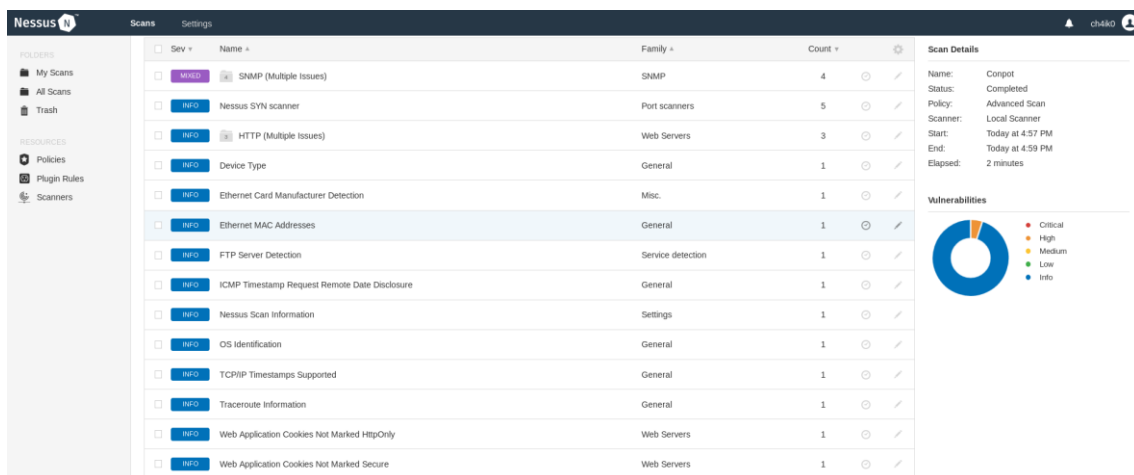 Nessus N Scans Settings ch4ik0
FOLDERS
My Scans
All Scans
Trash
RESOURCES
Policies
Plugin Rules
Scanners
Sev Name Family Count
MIXED 4 SNMP (Multiple Issues) SNMP 4
INFO Nessus SYN scanner Port scanners 5
INFO 3 HTTP (Multiple Issues) Web Servers 3
INFO Device Type General 1
INFO Ethernet Card Manufacturer Detection Misc. 1
INFO Ethernet MAC Addresses General 1
INFO FTP Server Detection Service detection 1
INFO ICMP Timestamp Request Remote Date Disclosure General 1
INFO Nessus Scan Information Settings 1
INFO OS Identification General 1
INFO TCP/IP Timestamps Supported General 1
INFO Traceroute Information General 1
INFO Web Application Cookies Not Marked HttpOnly Web Servers 1
INFO Web Application Cookies Not Marked Secure Web Servers 1
Scan Details
Name: Conpot
Status: Completed
Policy: Advanced Scan
Scanner: Local Scanner
Start: Today at 4:57 PM
End: Today at 4:59 PM
Elapsed: 2 minutes
Vulnerabilities
Critical
High
Medium
Low
Info